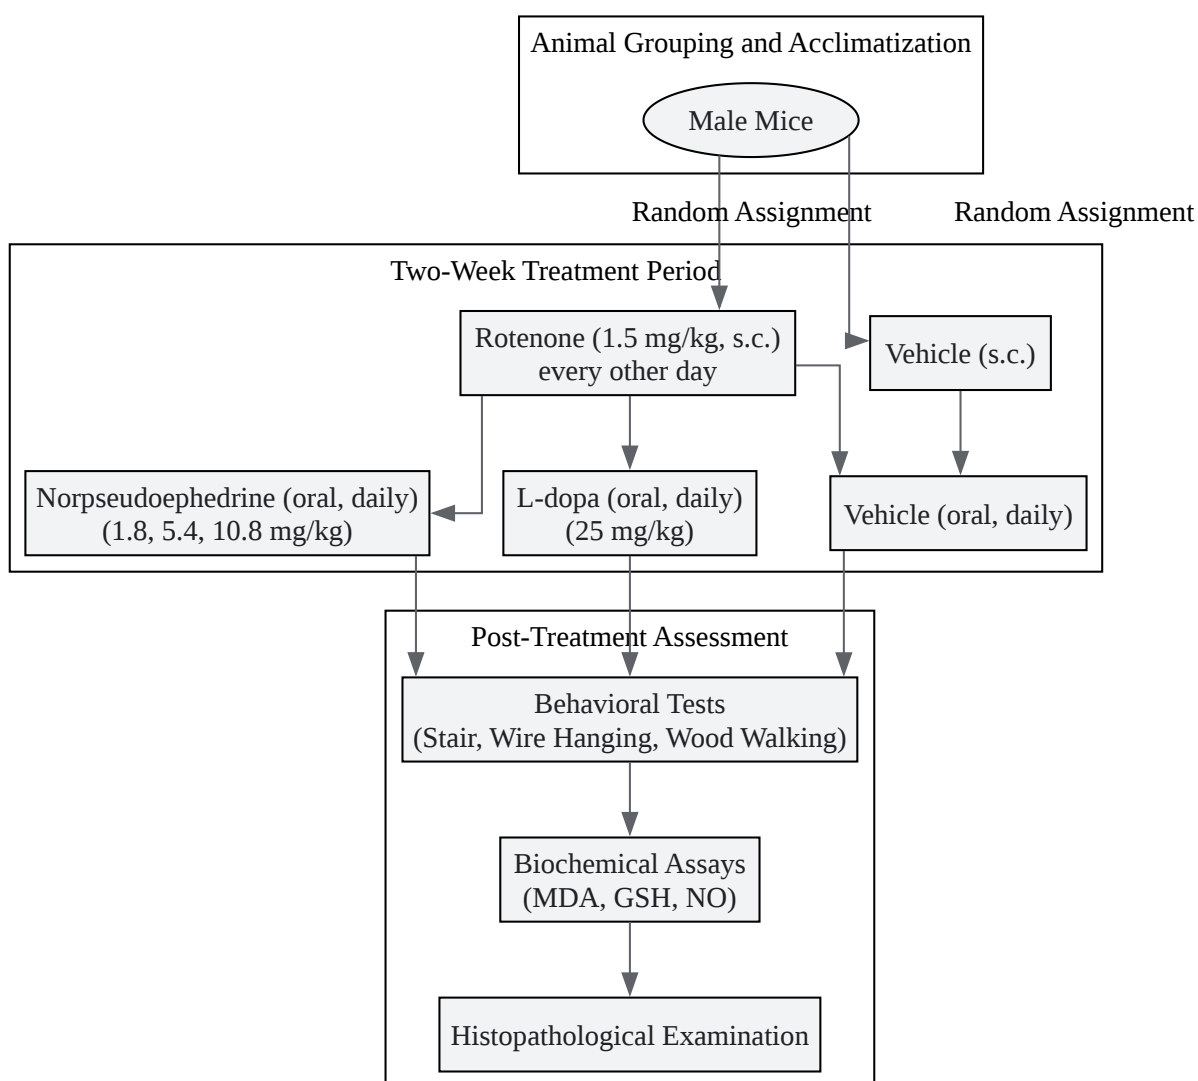 Animal Grouping and Acclimatization
Male Mice
Random Assignment
Random Assignment
Two-Week Treatment Period
Rotenone (1.5 mg/kg, s.c.)
every other day
Vehicle (s.c.)
Norpseudoephedrine (oral, daily)
(1.8, 5.4, 10.8 mg/kg)
L-dopa (oral, daily)
(25 mg/kg)
Vehicle (oral, daily)
Post-Treatment Assessment
Behavioral Tests
(Stair, Wire Hanging, Wood Walking)
Biochemical Assays
(MDA, GSH, NO)
Histopathological Examination